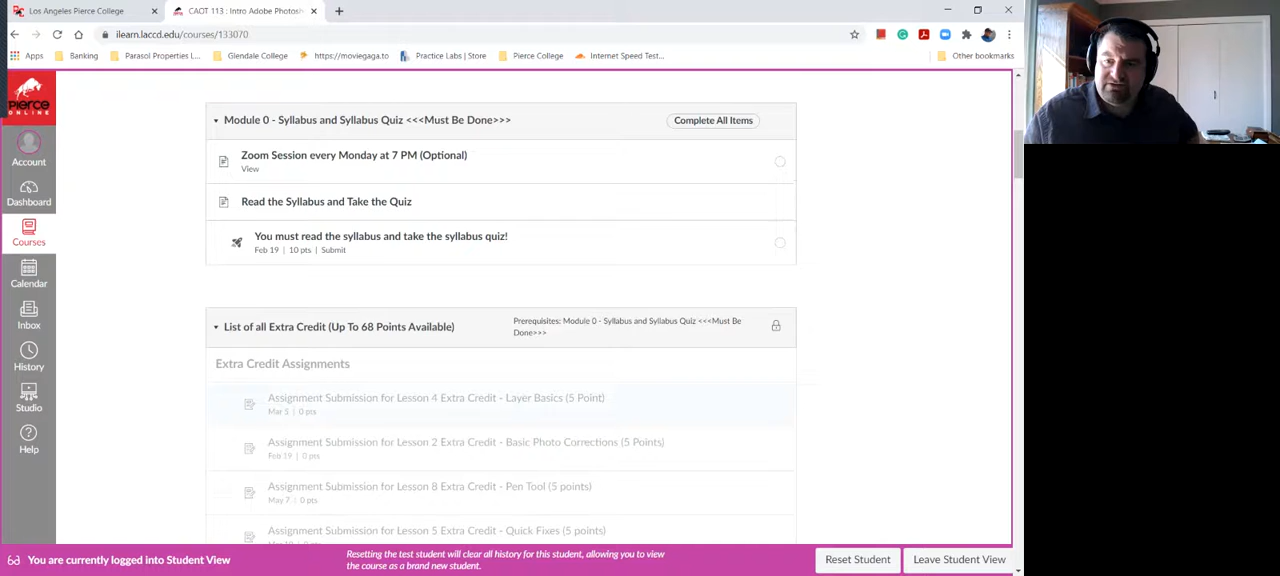 Los Angeles Pierce College
CAOT 113 : Intro Adobe Photosh
ilearn.laccd.edu/courses/133070
Apps
Banking
Parasol Properties L...
Glendale College
https://moviegaga.to
Practice Labs | Store
Pierce College
Internet Speed Test...
Other bookmarks
PIERCE
ONLINE
Account
Dashboard
Courses
Calendar
Inbox
History
Studio
Help
Module 0 - Syllabus and Syllabus Quiz <<<Must Be Done>>>
Complete All Items
Zoom Session every Monday at 7 PM (Optional)
View
Read the Syllabus and Take the Quiz
You must read the syllabus and take the syllabus quiz!
Feb 19 | 10 pts | Submit
List of all Extra Credit (Up To 68 Points Available)
Prerequisites: Module 0 - Syllabus and Syllabus Quiz <<<Must Be
Done>>>
Extra Credit Assignments
Assignment Submission for Lesson 4 Extra Credit - Layer Basics (5 Point)
Mar 5 | 0 pts
Assignment Submission for Lesson 2 Extra Credit - Basic Photo Corrections (5 Points)
Feb 19 | 0 pts
Assignment Submission for Lesson 8 Extra Credit - Pen Tool (5 points)
May 7 | 0 pts
Assignment Submission for Lesson 5 Extra Credit - Quick Fixes (5 points)
You are currently logged into Student View
Resetting the test student will clear all history for this student, allowing you to view
the course as a brand new student.
Reset Student
Leave Student View